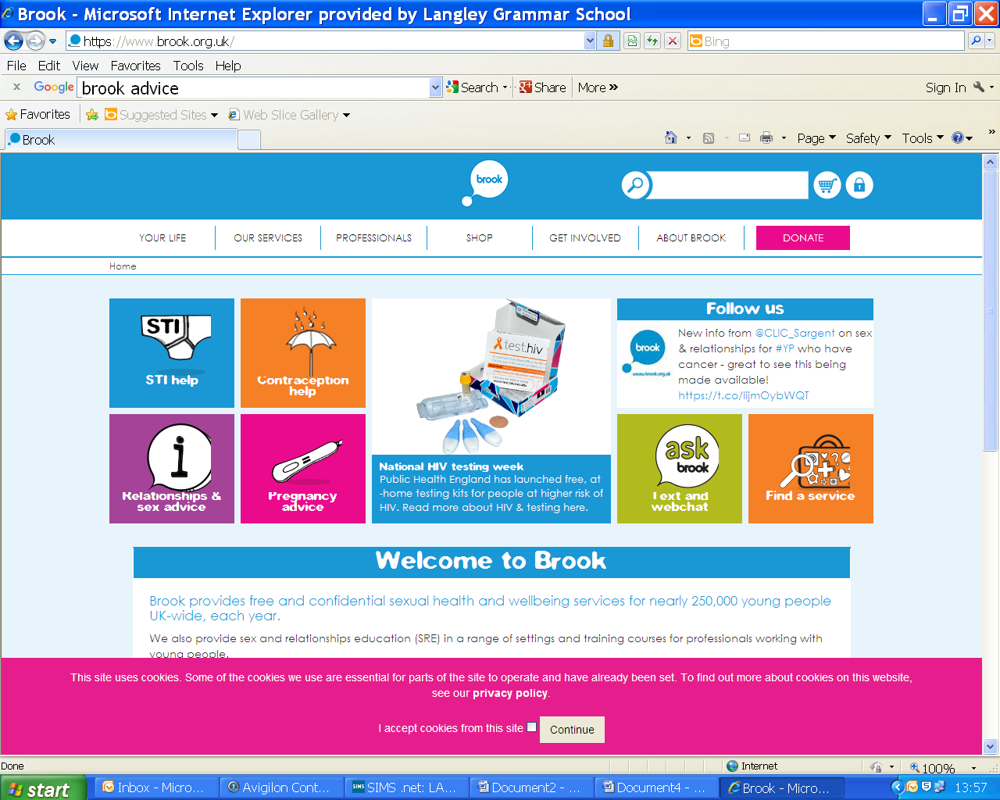 Brook - Microsoft Internet Explorer provided by Langley Grammar School
https://www.brook.org.uk/
Bing
File Edit View Favorites Tools Help
x Google brook advice Search Share More » Sign In
Favorites Suggested Sites Web Slice Gallery
Brook
Page Safety Tools »
brook
YOUR LIFE OUR SERVICES PROFESSIONALS SHOP GET INVOLVED ABOUT BROOK DONATE
Home
STI
STI help
Contraception
help
test.hiv
Follow us
brook
www.brook.org.uk
New info from @CLIC_Sargent on sex
& relationships for #YP who have
cancer - great to see this being
made available!
https://t.co/lijmOybWQT
i
Relationships &
sex advice
Pregnancy
advice
National HIV testing week
Public Health England has launched free, at
-home testing kits for people at higher risk of
HIV. Read more about HIV & testing here.
ask
brook
Text and
webchat
Find a service
Welcome to Brook
Brook provides free and confidential sexual health and wellbeing services for nearly 250,000 young people
UK-wide, each year.
We also provide sex and relationships education (SRE) in a range of settings and training courses for professionals working with
young people.
This site uses cookies. Some of the cookies we use are essential for parts of the site to operate and have already been set. To find out more about cookies on this website,
see our privacy policy.
I accept cookies from this site Continue
Done Internet 100%
start Inbox - Micro... Avigilon Cont... SIMS .net: LA... Document2 - ... Document4 - ... Brook - Micro... 13:57